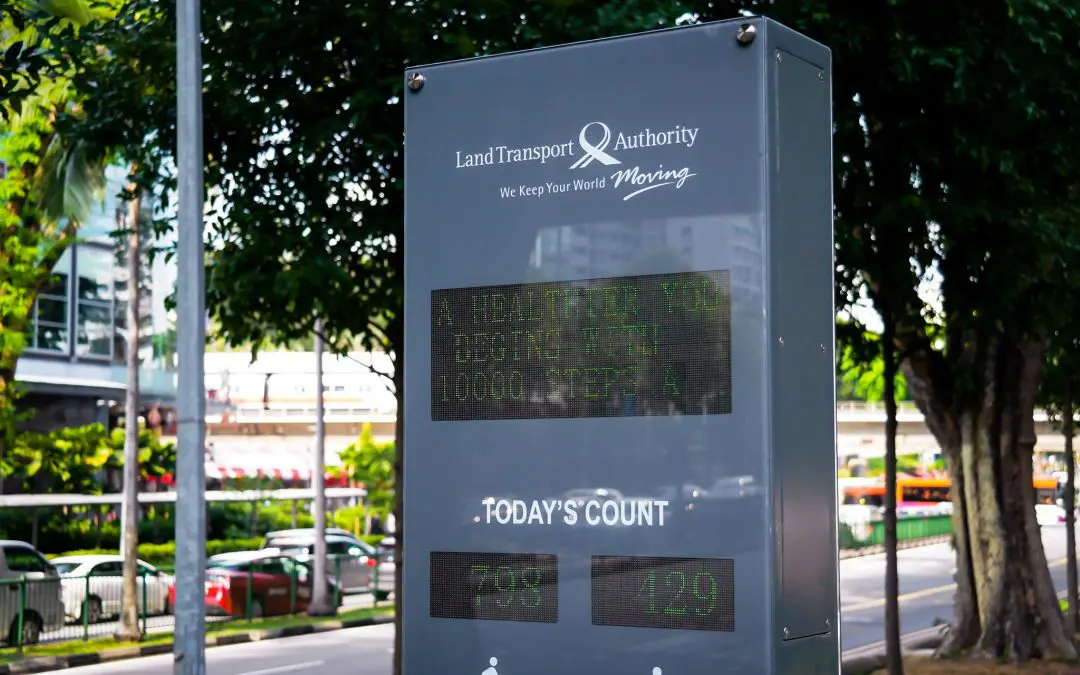 Land Transport Authority
We Keep Your World Moving
A HEALTHIER YOU
BEGINS WITH
10000 STEPS A
TODAY'S COUNT
798 429